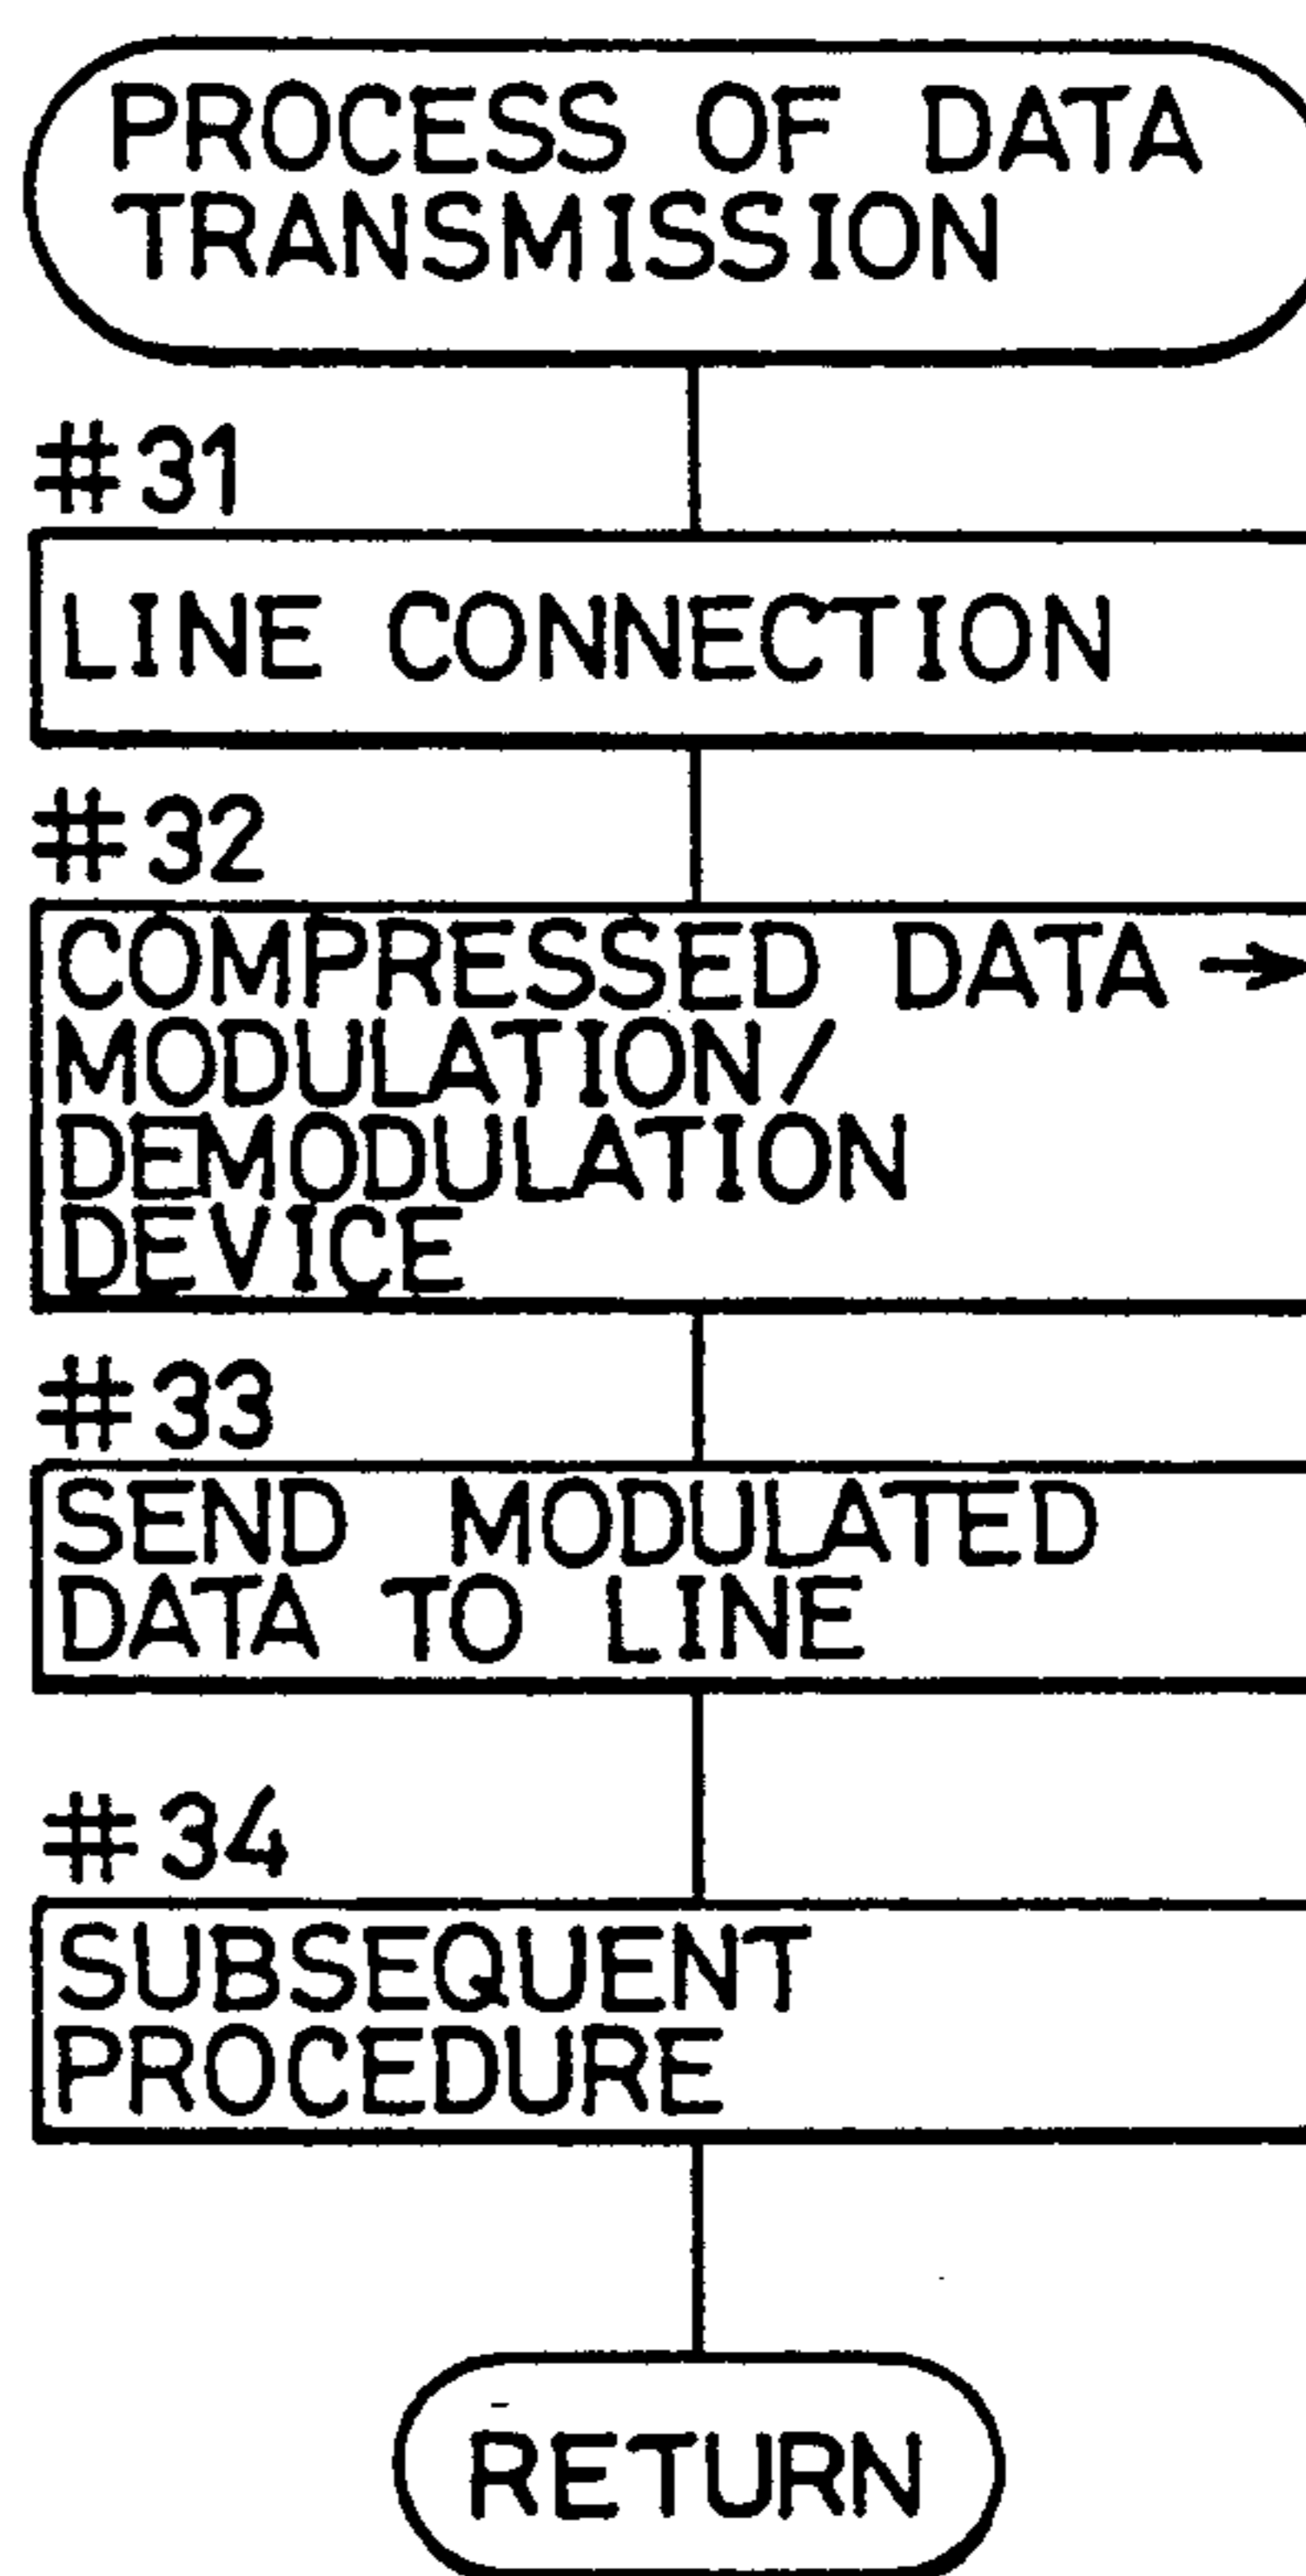 PROCESS OF DATA
TRANSMISSION
#31
LINE CONNECTION
#32
COMPRESSED DATA →
MODULATION/
DEMODULATION
DEVICE
#33
SEND MODULATED
DATA TO LINE
#34
SUBSEQUENT
PROCEDURE
RETURN